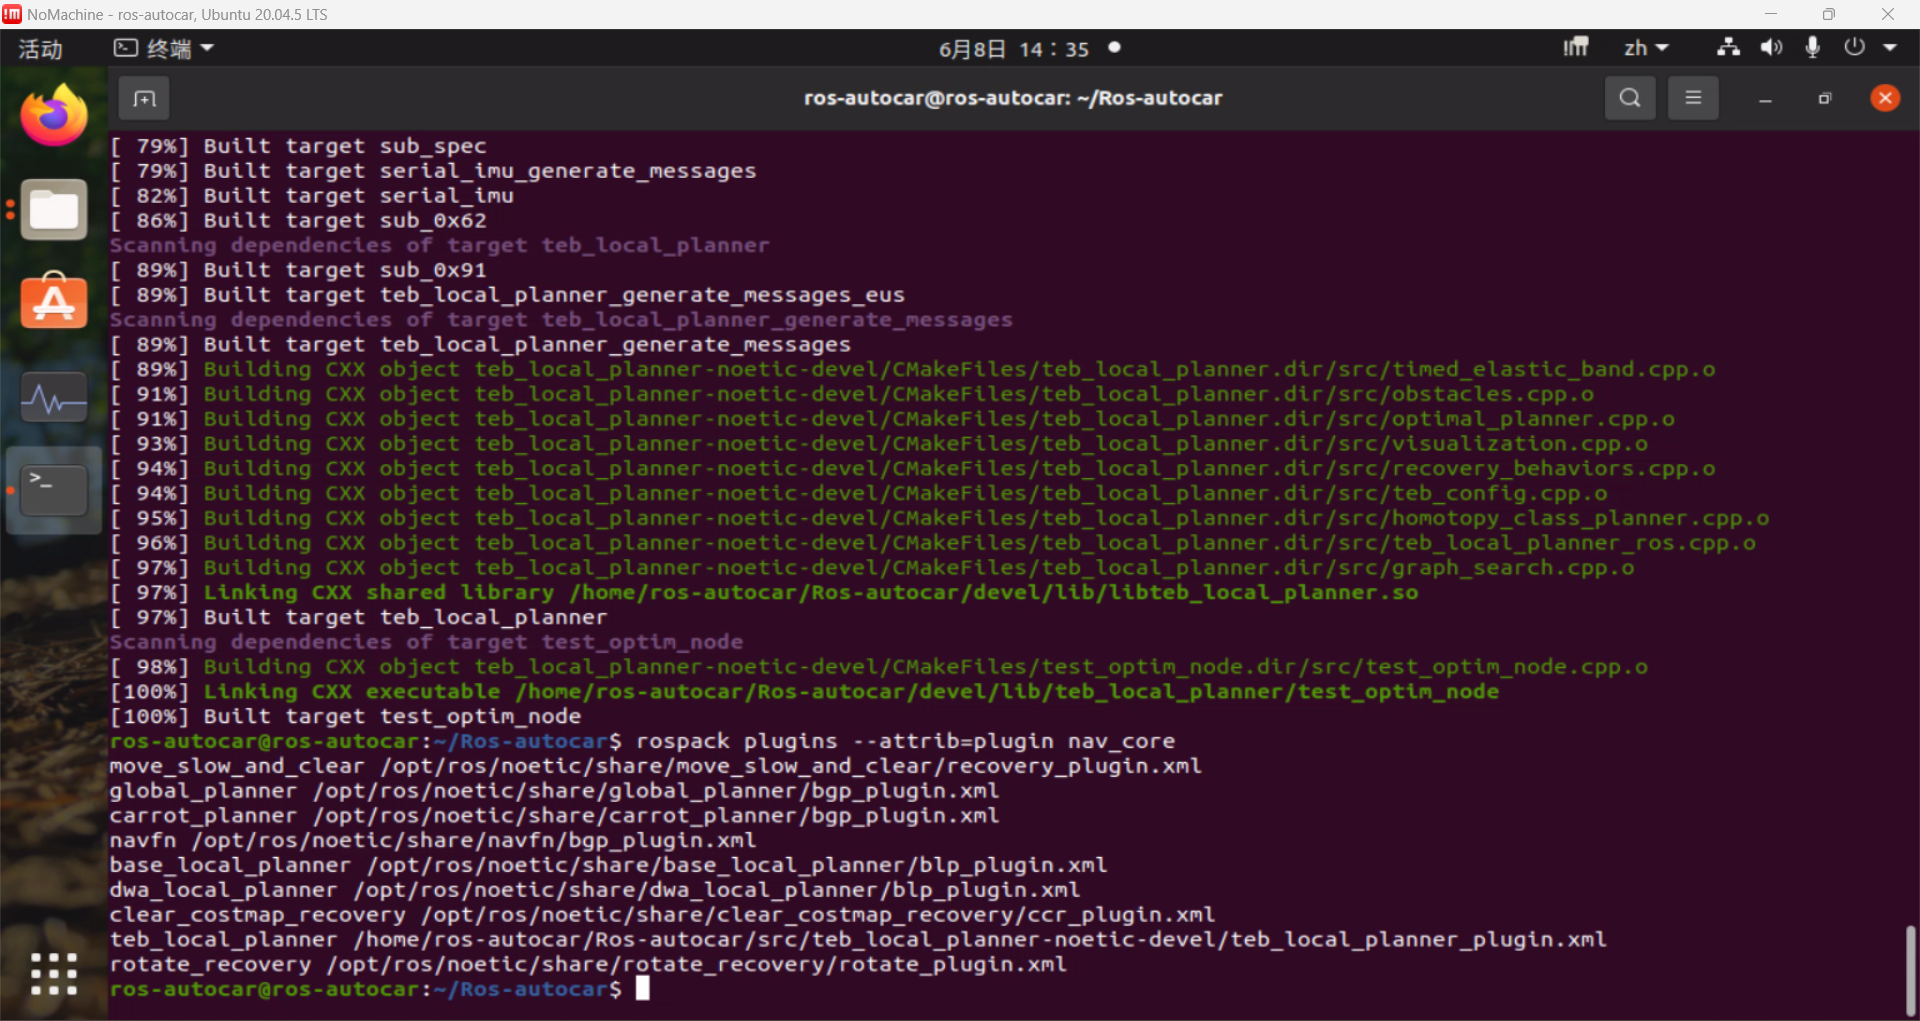 NoMachine - ros-autocar, Ubuntu 20.04.5 LTS
活动 终端 6月8日 14：35 zh
ros-autocar@ros-autocar: ~/Ros-autocar
[ 79%] Built target sub_spec
[ 79%] Built target serial_imu_generate_messages
[ 82%] Built target serial_imu
[ 86%] Built target sub_0x62
Scanning dependencies of target teb_local_planner
[ 89%] Built target sub_0x91
[ 89%] Built target teb_local_planner_generate_messages_eus
Scanning dependencies of target teb_local_planner_generate_messages
[ 89%] Built target teb_local_planner_generate_messages
[ 89%] Building CXX object teb_local_planner-noetic-devel/CMakeFiles/teb_local_planner.dir/src/timed_elastic_band.cpp.o
[ 91%] Building CXX object teb_local_planner-noetic-devel/CMakeFiles/teb_local_planner.dir/src/obstacles.cpp.o
[ 91%] Building CXX object teb_local_planner-noetic-devel/CMakeFiles/teb_local_planner.dir/src/optimal_planner.cpp.o
[ 93%] Building CXX object teb_local_planner-noetic-devel/CMakeFiles/teb_local_planner.dir/src/visualization.cpp.o
[ 94%] Building CXX object teb_local_planner-noetic-devel/CMakeFiles/teb_local_planner.dir/src/recovery_behaviors.cpp.o
[ 94%] Building CXX object teb_local_planner-noetic-devel/CMakeFiles/teb_local_planner.dir/src/teb_config.cpp.o
[ 95%] Building CXX object teb_local_planner-noetic-devel/CMakeFiles/teb_local_planner.dir/src/homotopy_class_planner.cpp.o
[ 96%] Building CXX object teb_local_planner-noetic-devel/CMakeFiles/teb_local_planner.dir/src/teb_local_planner_ros.cpp.o
[ 97%] Building CXX object teb_local_planner-noetic-devel/CMakeFiles/teb_local_planner.dir/src/graph_search.cpp.o
[ 97%] Linking CXX shared library /home/ros-autocar/Ros-autocar/devel/lib/libteb_local_planner.so
[ 97%] Built target teb_local_planner
Scanning dependencies of target test_optim_node
[ 98%] Building CXX object teb_local_planner-noetic-devel/CMakeFiles/test_optim_node.dir/src/test_optim_node.cpp.o
[100%] Linking CXX executable /home/ros-autocar/Ros-autocar/devel/lib/teb_local_planner/test_optim_node
[100%] Built target test_optim_node
ros-autocar@ros-autocar:~/Ros-autocar$ rospack plugins --attrib=plugin nav_core
move_slow_and_clear /opt/ros/noetic/share/move_slow_and_clear/recovery_plugin.xml
global_planner /opt/ros/noetic/share/global_planner/bgp_plugin.xml
carrot_planner /opt/ros/noetic/share/carrot_planner/bgp_plugin.xml
navfn /opt/ros/noetic/share/navfn/bgp_plugin.xml
base_local_planner /opt/ros/noetic/share/base_local_planner/blp_plugin.xml
dwa_local_planner /opt/ros/noetic/share/dwa_local_planner/blp_plugin.xml
clear_costmap_recovery /opt/ros/noetic/share/clear_costmap_recovery/ccr_plugin.xml
teb_local_planner /home/ros-autocar/Ros-autocar/src/teb_local_planner-noetic-devel/teb_local_planner_plugin.xml
rotate_recovery /opt/ros/noetic/share/rotate_recovery/rotate_plugin.xml
ros-autocar@ros-autocar:~/Ros-autocar$